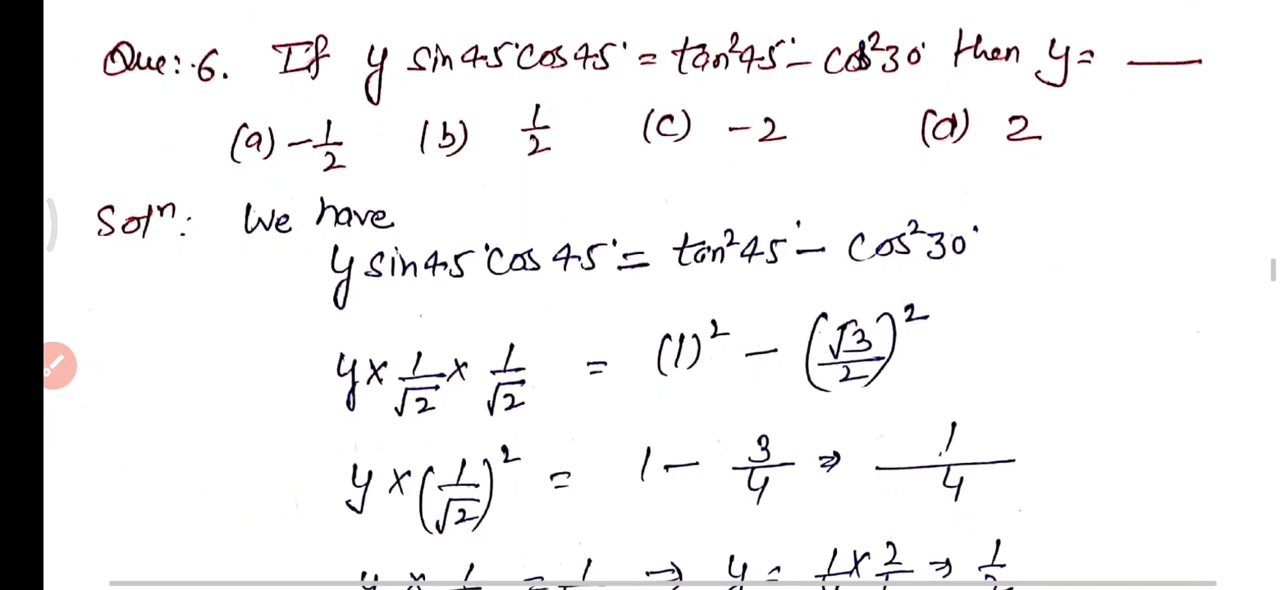 Que:-6. If y sin45°cos45° = tan²45° - cos²30° then y = __
(a) -1/2 (b) 1/2 (c) -2 (d) 2
Solⁿ: We have
y sin45°cos45° = tan²45° - cos²30°
y × 1/√2 × 1/√2 = (1)² - (√3/2)²
y × (1/√2)² = 1 - 3/4 ⇒ 1/4